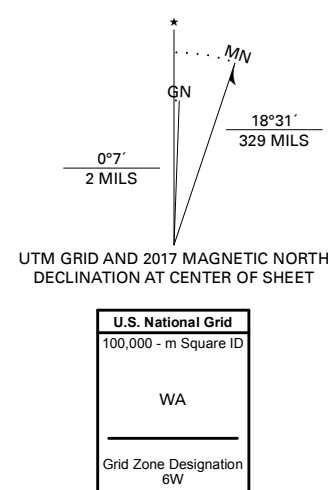 ★
MN
GN
18°31´
329 MILS
0°7´
2 MILS
UTM GRID AND 2017 MAGNETIC NORTH
DECLINATION AT CENTER OF SHEET
U.S. National Grid
100,000 - m Square ID
WA
Grid Zone Designation
6W